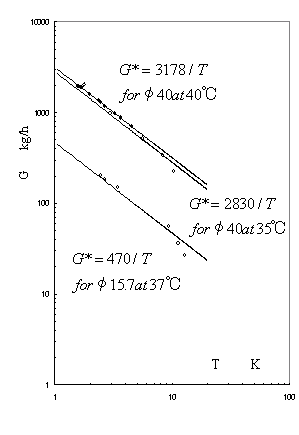 10000
1000
100
10
1
G kg/h
G*= 3178 / T
for φ 40at 40℃
G*= 2830 / T
for φ 40at 35℃
G*= 470 / T
for φ 15.7at 37℃
T K
1
10
100